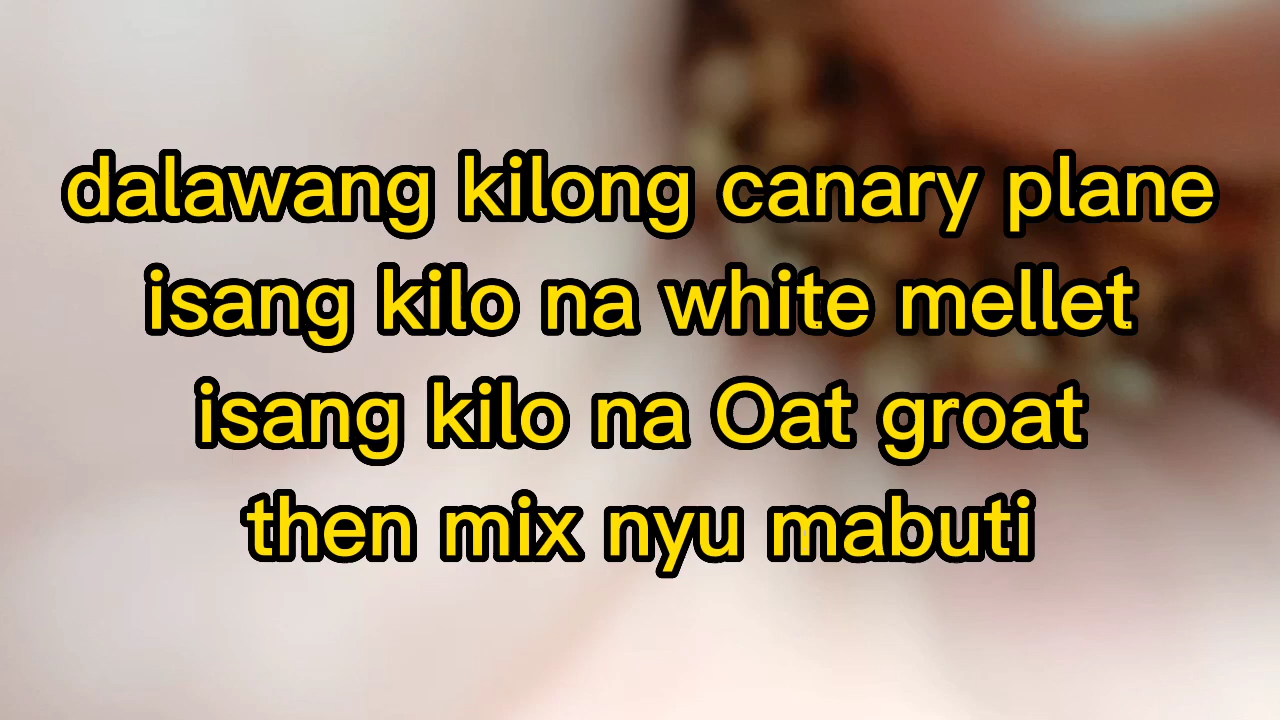 dalawang kilong canary plane
isang kilo na white mellet
isang kilo na Oat groat
then mix nyu mabuti